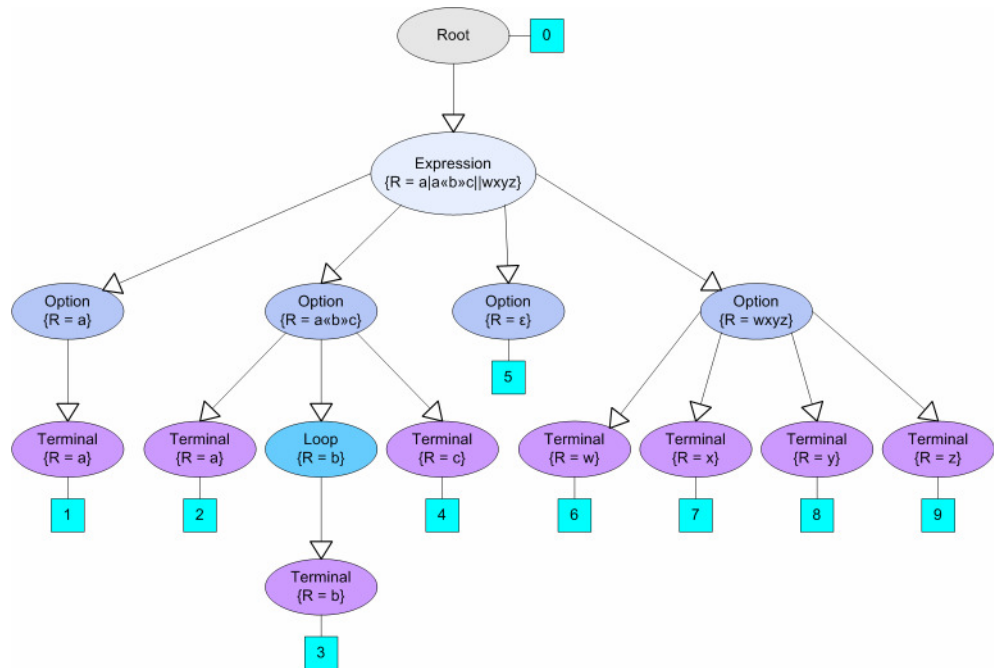 Root
0
Expression
{R = a|a«b»c||wxyz}
Option
{R = a}
Option
{R = a«b»c}
Option
{R = ε}
Option
{R = wxyz}
5
Terminal
{R = a}
Terminal
{R = a}
Loop
{R = b}
Terminal
{R = c}
Terminal
{R = w}
Terminal
{R = x}
Terminal
{R = y}
Terminal
{R = z}
1
2
4
6
7
8
9
Terminal
{R = b}
3